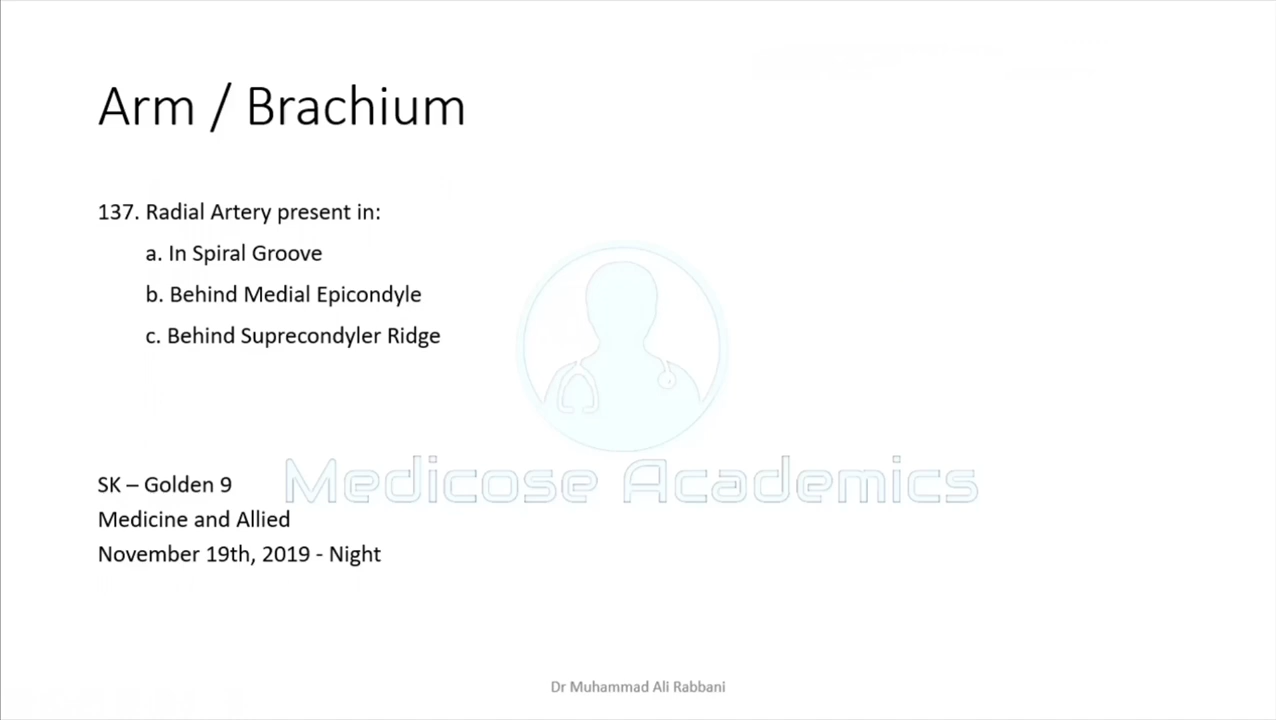 Arm / Brachium
137. Radial Artery present in:
a. In Spiral Groove
b. Behind Medial Epicondyle
c. Behind Suprecondyler Ridge
SK – Golden 9
Medicose Academics
Medicine and Allied
November 19th, 2019 - Night
Dr Muhammad Ali Rabbani